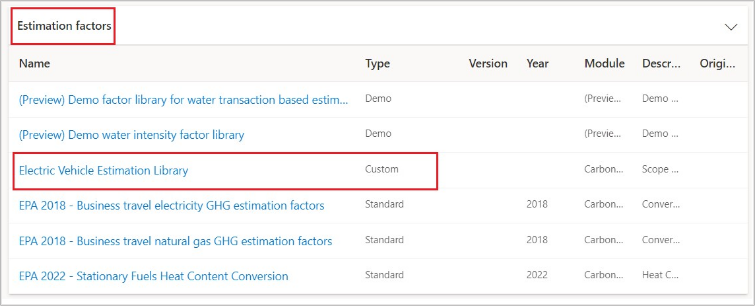 Estimation factors
Name Type Version Year Module Descr... Origi...
(Preview) Demo factor library for water transaction based estim... Demo (Previe... Demo ...
(Preview) Demo water intensity factor library Demo (Previe... Demo ...
Electric Vehicle Estimation Library Custom Carbon... Scope ...
EPA 2018 - Business travel electricity GHG estimation factors Standard 2018 Carbon... Conver...
EPA 2018 - Business travel natural gas GHG estimation factors Standard 2018 Carbon... Conver...
EPA 2022 - Stationary Fuels Heat Content Conversion Standard 2022 Carbon... Heat C...